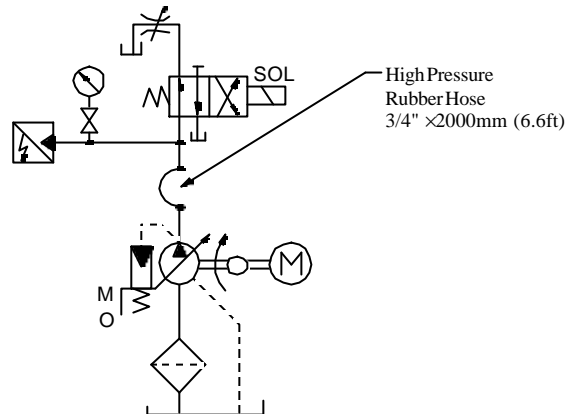 SOL
High Pressure
Rubber Hose
3/4" ×2000mm (6.6ft)
M
M
O